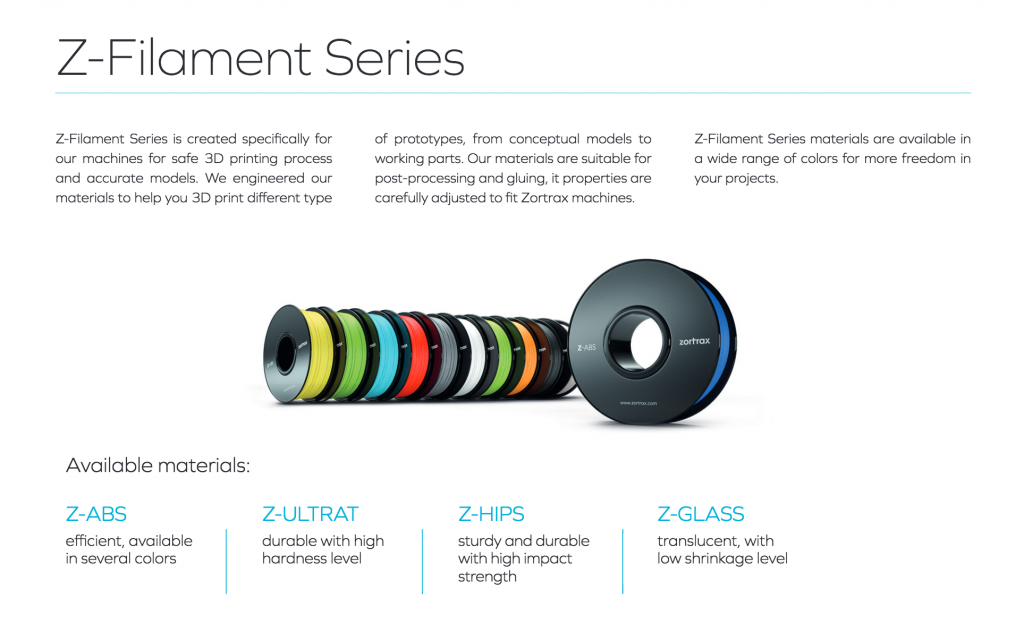 Z-Filament Series
Z-Filament Series is created specifically for
our machines for safe 3D printing process
and accurate models. We engineered our
materials to help you 3D print different type
of prototypes, from conceptual models to
working parts. Our materials are suitable for
post-processing and gluing, it properties are
carefully adjusted to fit Zortrax machines.
Z-Filament Series materials are available in
a wide range of colors for more freedom in
your projects.
Z-ABS
zortrax
www.zortrax.com
Available materials:
Z-ABS
efficient, available
in several colors
Z-ULTRAT
durable with high
hardness level
Z-HIPS
sturdy and durable
with high impact
strength
Z-GLASS
translucent, with
low shrinkage level